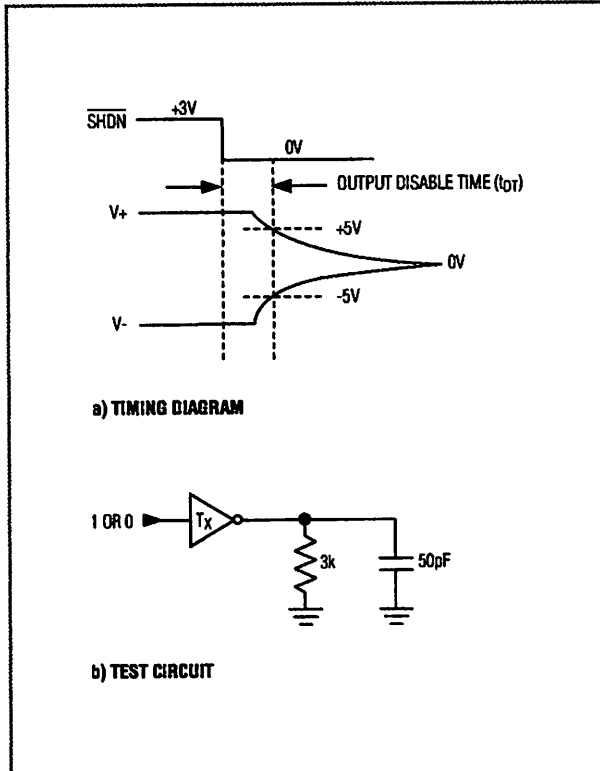 +3V
SHDN
0V
OUTPUT DISABLE TIME (tDT)
V+
+5V
0V
-5V
V-
a) TIMING DIAGRAM
1 OR 0
Tx
3k
50pF
b) TEST CIRCUIT